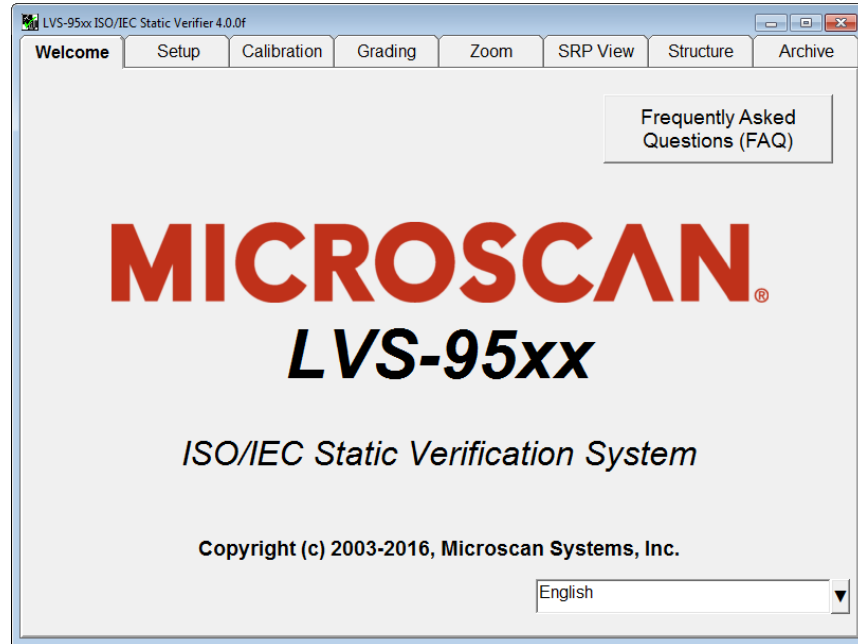 LVS-95xx ISO/IEC Static Verifier 4.0.0f
Welcome Setup Calibration Grading Zoom SRP View Structure Archive
Frequently Asked
Questions (FAQ)
MICROSCAN®
LVS-95xx
ISO/IEC Static Verification System
Copyright (c) 2003-2016, Microscan Systems, Inc.
English